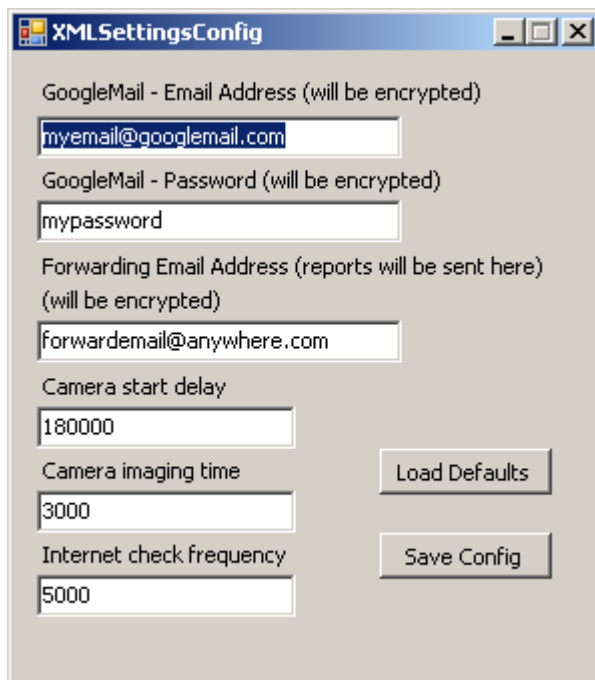 XMLSettingsConfig
GoogleMail - Email Address (will be encrypted)
myemail@googlemail.com
GoogleMail - Password (will be encrypted)
mypassword
Forwarding Email Address (reports will be sent here)
(will be encrypted)
forwardemail@anywhere.com
Camera start delay
180000
Camera imaging time
3000
Load Defaults
Internet check frequency
5000
Save Config